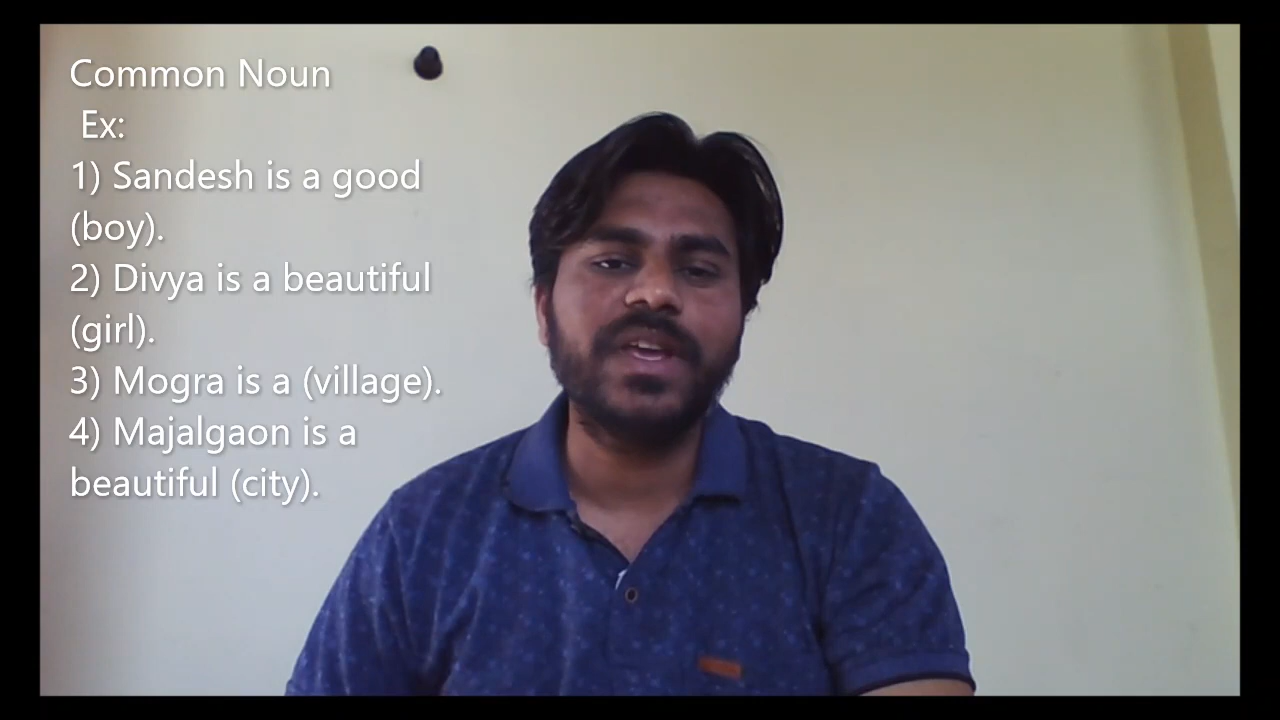 Common Noun
Ex:
1) Sandesh is a good
(boy).
2) Divya is a beautiful
(girl).
3) Mogra is a (village).
4) Majalgaon is a
beautiful (city).